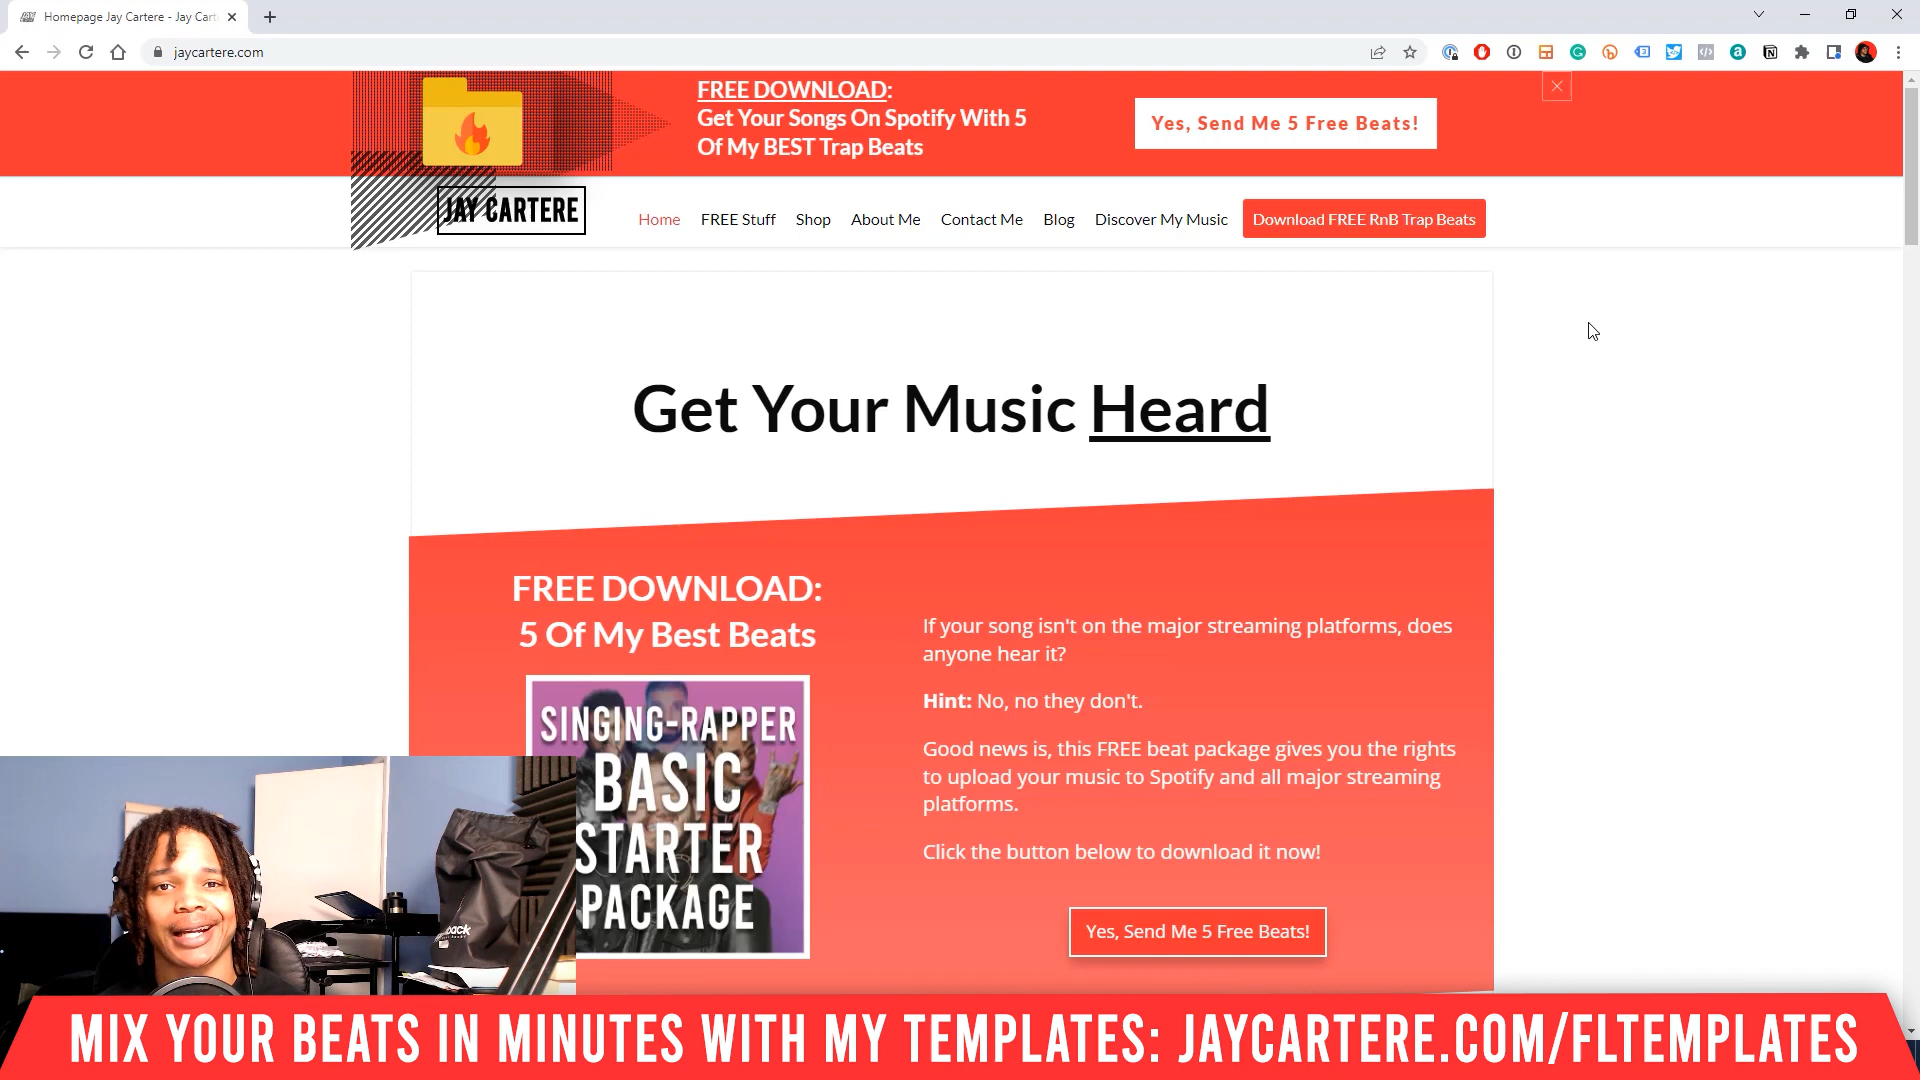 Homepage Jay Cartere - Jay Cart
jaycartere.com
FREE DOWNLOAD:
Get Your Songs On Spotify With 5
Of My BEST Trap Beats
Yes, Send Me 5 Free Beats!
JAY CARTERE
Home
FREE Stuff
Shop
About Me
Contact Me
Blog
Discover My Music
Download FREE RnB Trap Beats
Get Your Music Heard
FREE DOWNLOAD:
5 Of My Best Beats
SINGING-RAPPER
BASIC
STARTER
PACKAGE
If your song isn't on the major streaming platforms, does
anyone hear it?
Hint: No, no they don't.
Good news is, this FREE beat package gives you the rights
to upload your music to Spotify and all major streaming
platforms.
Click the button below to download it now!
Yes, Send Me 5 Free Beats!
MIX YOUR BEATS IN MINUTES WITH MY TEMPLATES: JAYCARTERE.COM/FLTEMPLATES